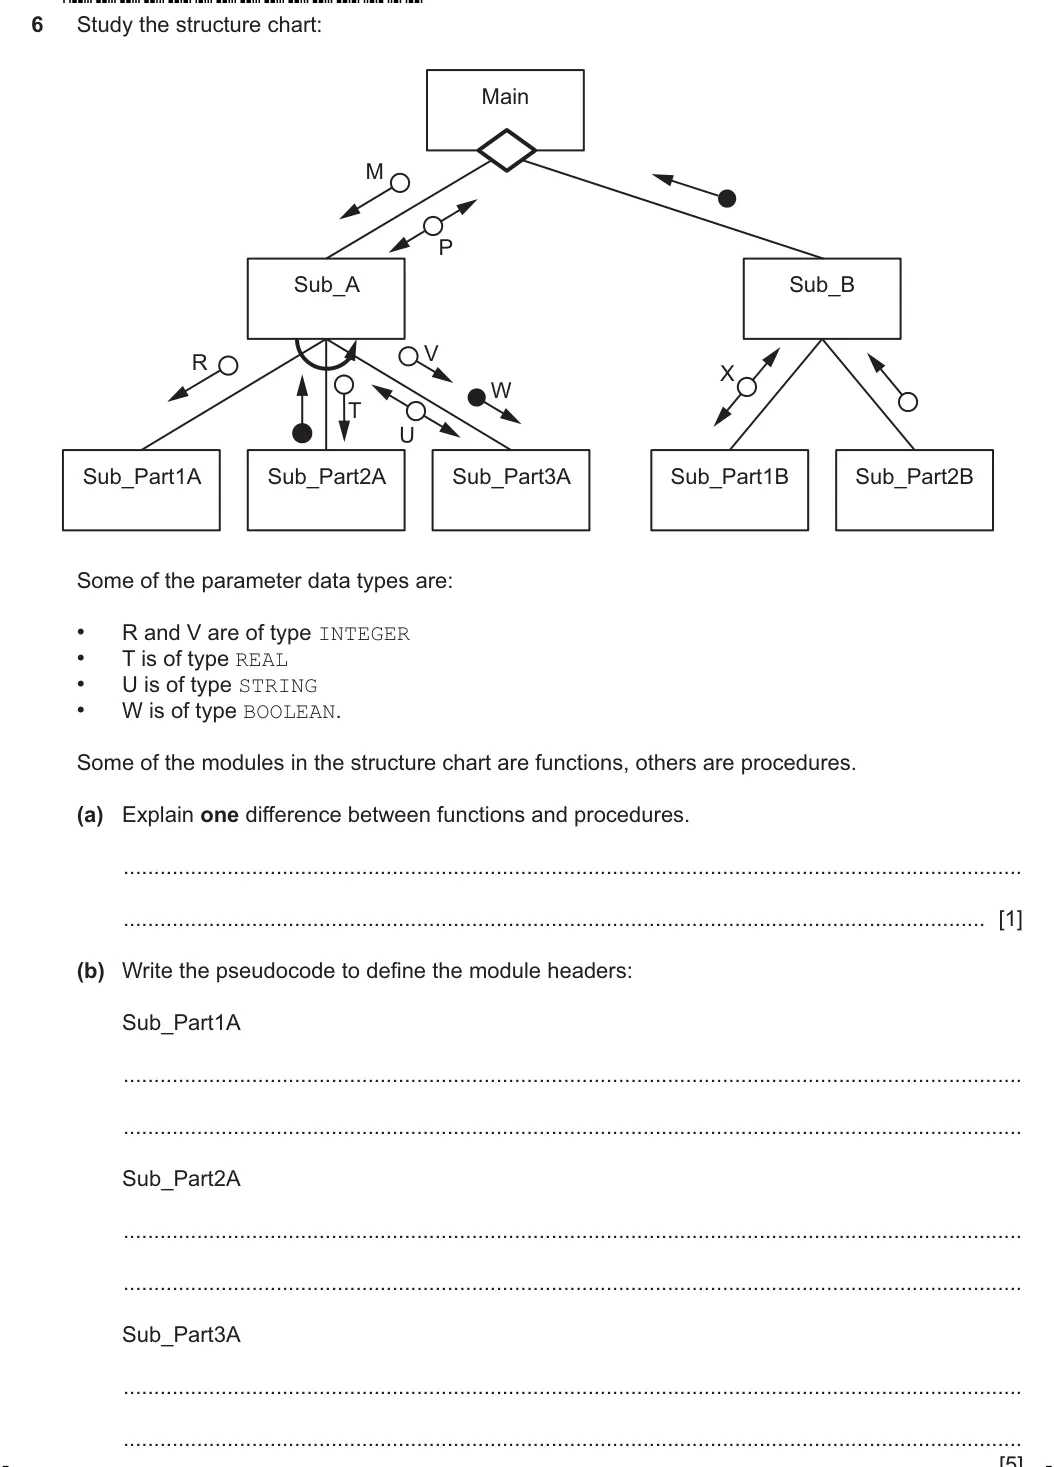 6 Study the structure chart:
Main
M
P
Sub_A
Sub_B
R
V
W
T
U
X
Sub_Part1A
Sub_Part2A
Sub_Part3A
Sub_Part1B
Sub_Part2B
Some of the parameter data types are:
• R and V are of type INTEGER
• T is of type REAL
• U is of type STRING
• W is of type BOOLEAN.
Some of the modules in the structure chart are functions, others are procedures.
(a) Explain one difference between functions and procedures.
[1]
(b) Write the pseudocode to define the module headers:
Sub_Part1A
Sub_Part2A
Sub_Part3A
[5]